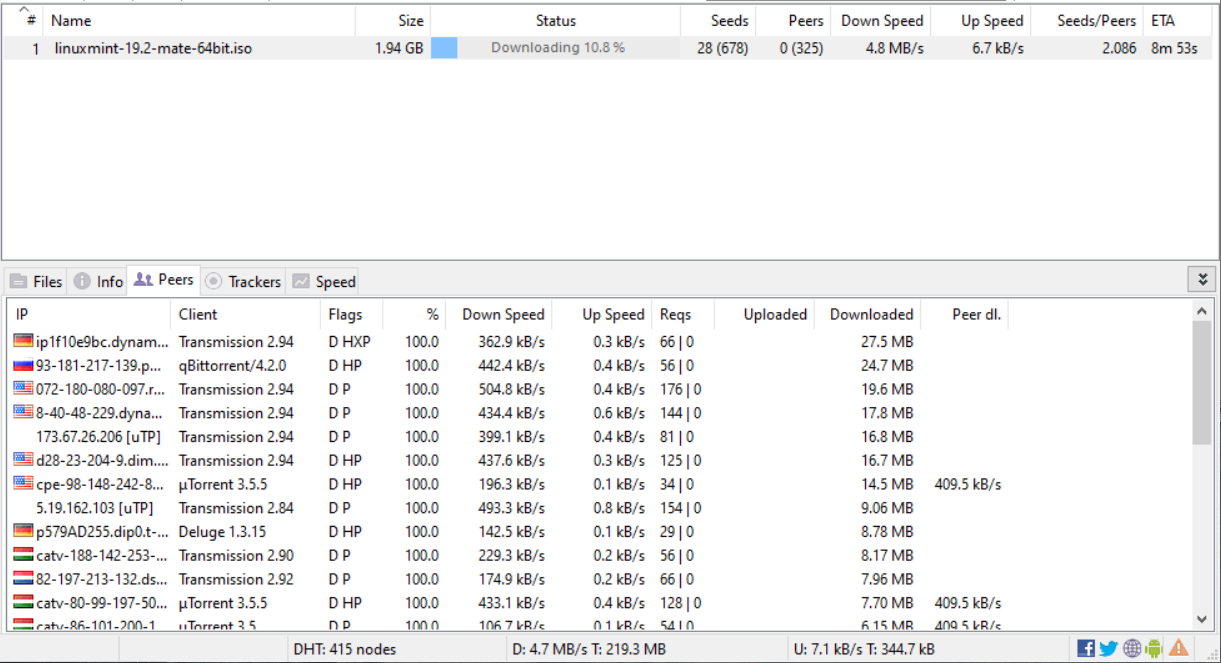 # Name Size Status Seeds Peers Down Speed Up Speed Seeds/Peers ETA
1 linuxmint-19.2-mate-64bit.iso 1.94 GB Downloading 10.8 % 28 (678) 0 (325) 4.8 MB/s 6.7 kB/s 2.086 8m 53s
Files Info Peers Trackers Speed
IP Client Flags % Down Speed Up Speed Reqs Uploaded Downloaded Peer dl.
ip1f10e9bc.dynam... Transmission 2.94 D HXP 100.0 362.9 kB/s 0.3 kB/s 66 | 0 27.5 MB
93-181-217-139.p... qBittorrent/4.2.0 D HP 100.0 442.4 kB/s 0.4 kB/s 56 | 0 24.7 MB
072-180-080-097.r... Transmission 2.94 D P 100.0 504.8 kB/s 0.4 kB/s 176 | 0 19.6 MB
8-40-48-229.dyna... Transmission 2.94 D P 100.0 434.4 kB/s 0.6 kB/s 144 | 0 17.8 MB
173.67.26.206 [uTP] Transmission 2.94 D P 100.0 399.1 kB/s 0.4 kB/s 81 | 0 16.8 MB
d28-23-204-9.dim.... Transmission 2.94 D HP 100.0 437.6 kB/s 0.3 kB/s 125 | 0 16.7 MB
cpe-98-148-242-8... µTorrent 3.5.5 D HP 100.0 196.3 kB/s 0.1 kB/s 34 | 0 14.5 MB 409.5 kB/s
5.19.162.103 [uTP] Transmission 2.84 D P 100.0 493.3 kB/s 0.8 kB/s 154 | 0 9.06 MB
p579AD255.dip0.t-... Deluge 1.3.15 D HP 100.0 142.5 kB/s 0.1 kB/s 29 | 0 8.78 MB
catv-188-142-253-... Transmission 2.90 D P 100.0 229.3 kB/s 0.2 kB/s 56 | 0 8.17 MB
82-197-213-132.ds... Transmission 2.92 D P 100.0 174.9 kB/s 0.2 kB/s 66 | 0 7.96 MB
catv-80-99-197-50... µTorrent 3.5.5 D HP 100.0 433.1 kB/s 0.4 kB/s 128 | 0 7.70 MB 409.5 kB/s
catv-86-101-200-1... µTorrent 3.5 D HP 100.0 106.7 kB/s 0.1 kB/s 54 | 0 6.15 MB 409.5 kB/s
DHT: 415 nodes D: 4.7 MB/s T: 219.3 MB U: 7.1 kB/s T: 344.7 kB